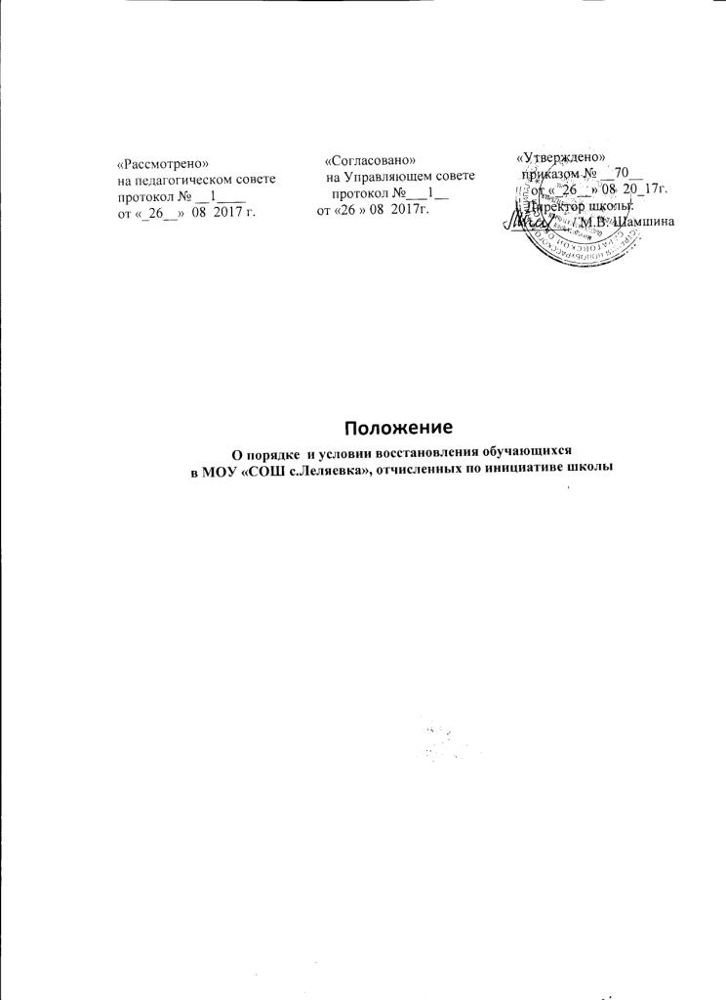 «Рассмотрено»
на педагогическом совете
протокол № __1____
от «_26__»  08  2017 г.
«Согласовано»
на Управляющем совете
протокол №___1__
от «26 » 08  2017г.
«Утверждено»
приказом № __70__
от «_26__» 08  20_17г.
Директор школы:
/М.В. Шамшина
Положение
О порядке  и условии восстановления обучающихся
в МОУ «СОШ с.Леляевка», отчисленных по инициативе школы